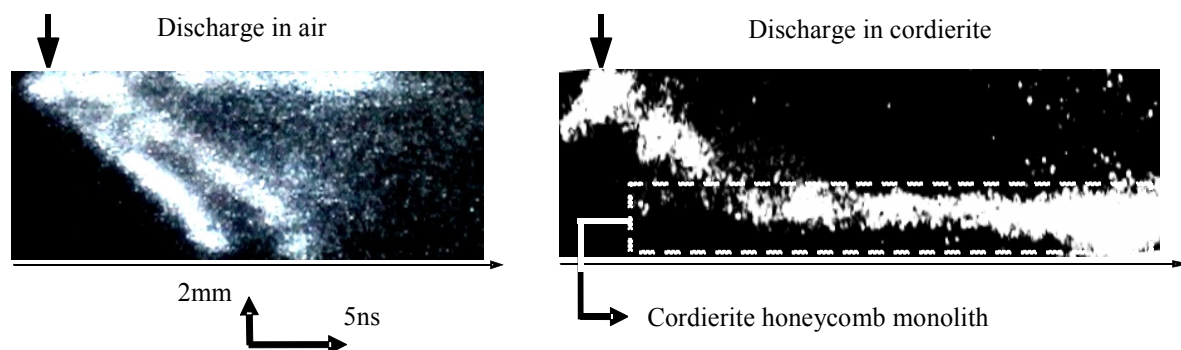 Discharge in air
Discharge in cordierite
2mm
5ns
Cordierite honeycomb monolith